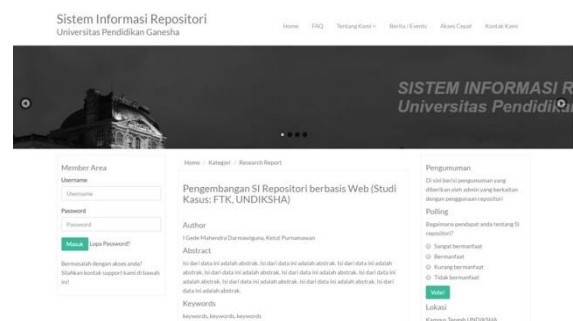 Sistem Informasi Repositori
Universitas Pendidikan Ganesha
Home FAQ Tentang Kami Berita / Events Akses Cepat Kontak Kami
SISTEM INFORMASI R
Universitas Pendidika
Member Area
Username
Username
Password
Password
Masuk Lupa Password?
Bermasalah dengan akses anda?
Silahkan kontak support kami di bawah
ini!
Home / Kategori / Research Report
Pengembangan SI Repositori berbasis Web (Studi
Kasus: FTK, UNDIKSHA)
Author
I Gede Mahendra Darmawiguna, Ketut Purnamawan
Abstract
Isi dari data ini adalah abstrak. Isi dari data ini adalah abstrak. Isi dari data ini adalah
abstrak. Isi dari data ini adalah abstrak. Isi dari data ini adalah abstrak. Isi dari data ini
adalah abstrak. Isi dari data ini adalah abstrak. Isi dari data ini adalah abstrak. Isi dari
data ini adalah abstrak.
Keywords
keywords, keywords, keywords
Pengumuman
Di sini berisi pengumuman yang
diberikan oleh admin yang berkaitan
dengan penggunaan repositori
Polling
Bagaimana pendapat anda tentang SI
repositori?
Sangat bermanfaat
Bermanfaat
Kurang bermanfaat
Tidak bermanfaat
Vote!
Lokasi
Kampus Tengah UNDIKSHA